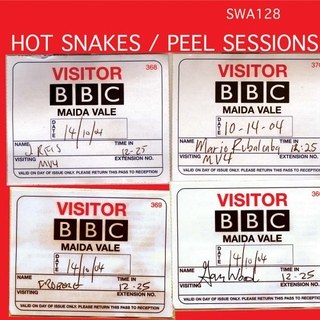 SWA128
HOT SNAKES / PEEL SESSIONS
368
VISITOR
BBC
MAIDA VALE
DATE 14/10/04
NAME J REIS TIME IN 12-25
VISITING MV4 EXTENSION NO.
VALID ON DAY OF ISSUE ONLY. PLEASE RETURN THIS PASS TO RECEPTION
370
VISITOR
BBC
MAIDA VALE
DATE 10-14-04
NAME Mario Rubalcaba TIME IN 12-25
VISITING MV4 EXTENSION NO.
VALID ON DAY OF ISSUE ONLY. PLEASE RETURN THIS PASS TO RECEPTION
369
VISITOR
BBC
MAIDA VALE
DATE 14/10/04
NAME TIME IN 12-25
VISITING EXTENSION NO.
VALID ON DAY OF ISSUE ONLY. PLEASE RETURN THIS PASS TO RECEPTION
VISITOR
BBC
MAIDA VALE
DATE 14/10/04
NAME Gar Wood TIME IN 12-25
VISITING EXTENSION NO.
VALID ON DAY OF ISSUE ONLY. PLEASE RETURN THIS PASS TO RECEPTION